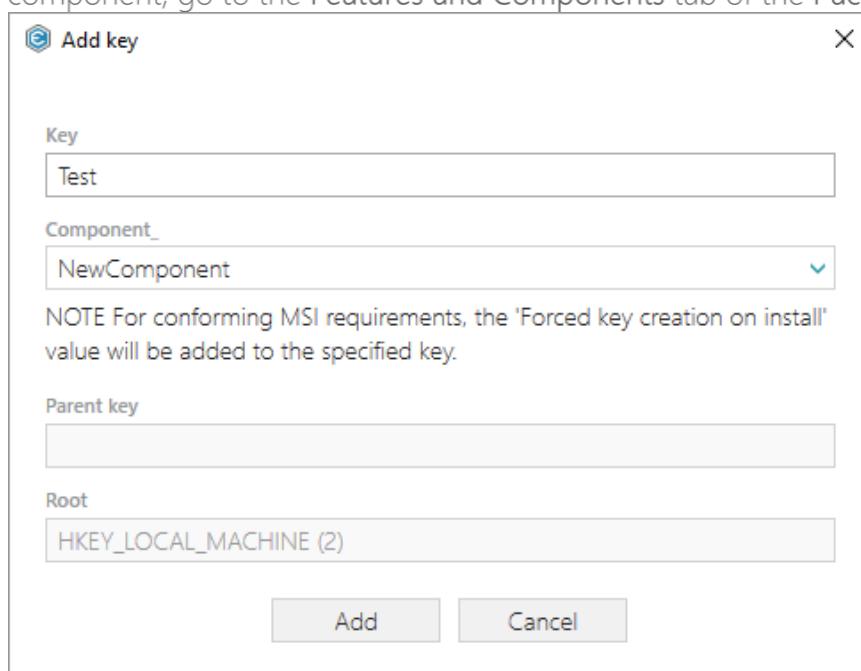 component, go to the Features and Components tab of the
Add key
Key
Test
Component_
NewComponent
NOTE For conforming MSI requirements, the 'Forced key creation on install'
value will be added to the specified key.
Parent key
Root
HKEY_LOCAL_MACHINE (2)
Add Cancel